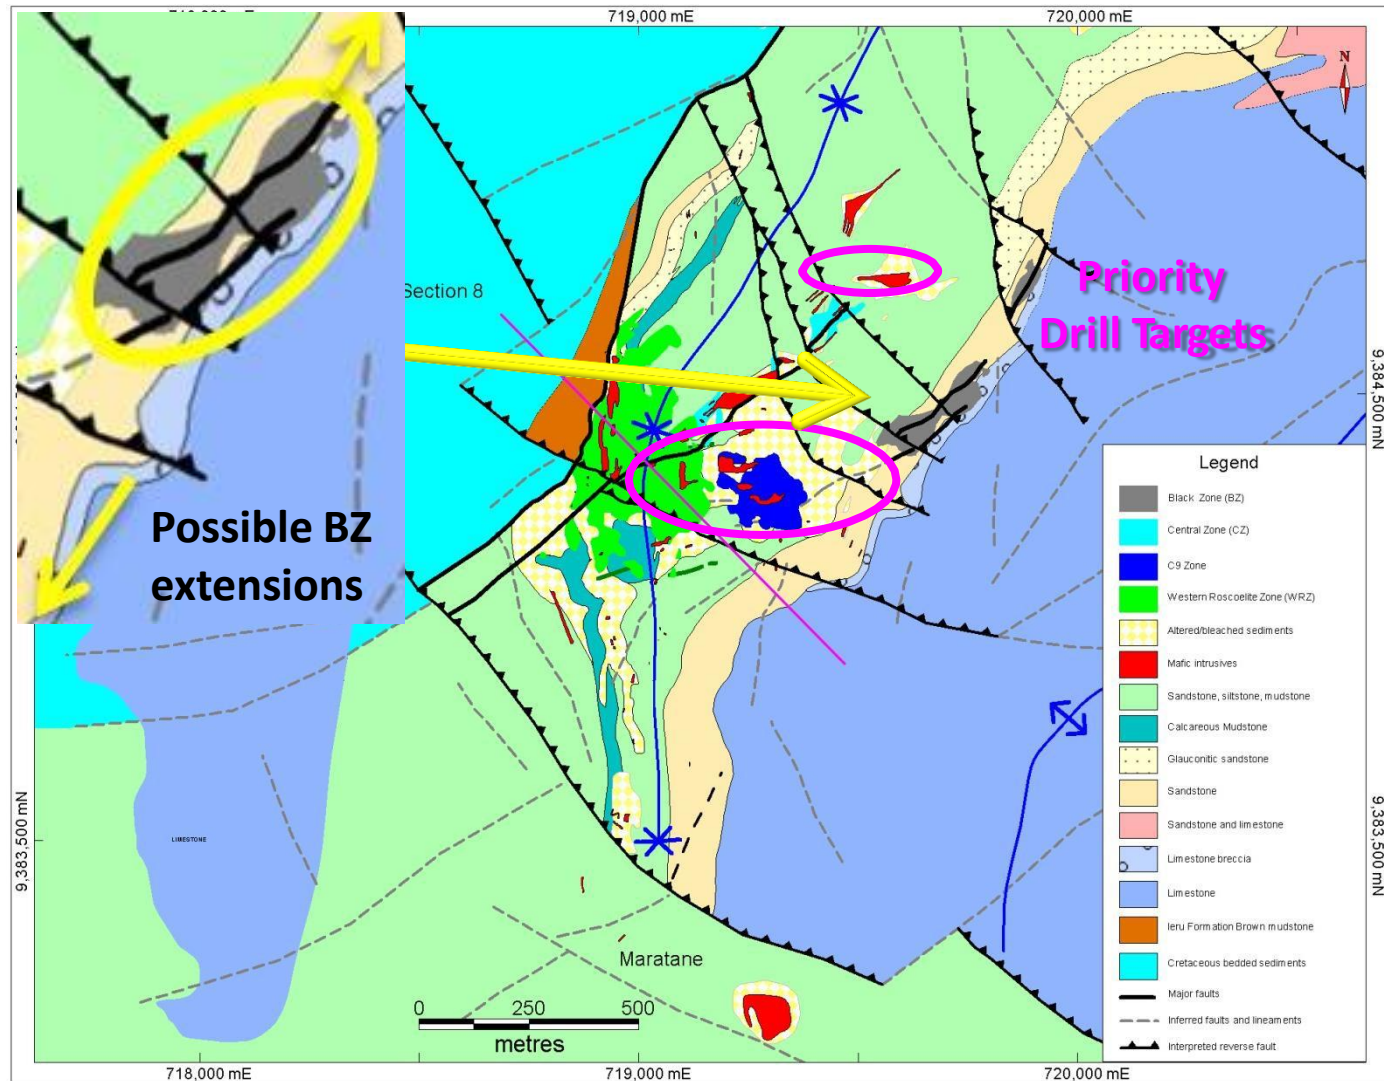 719,000 mE
720,000 mE
N
Section 8
Priority
Drill Targets
9,384,500 mN
Possible BZ
extensions
Legend
Black Zone (BZ)
Central Zone (CZ)
C9 Zone
Western Roscoelite Zone (WRZ)
Altered/bleached sediments
Mafic intrusives
Sandstone, siltstone, mudstone
Calcareous Mudstone
Glauconitic sandstone
Sandstone
Sandstone and limestone
Limestone breccia
Limestone
Ieru Formation Brown mudstone
Cretaceous bedded sediments
Major faults
Inferred faults and lineaments
Interpreted reverse fault
LIMESTONE
9,383,500 mN
9,383,500 mN
Maratane
0 250 500
metres
718,000 mE
719,000 mE
720,000 mE